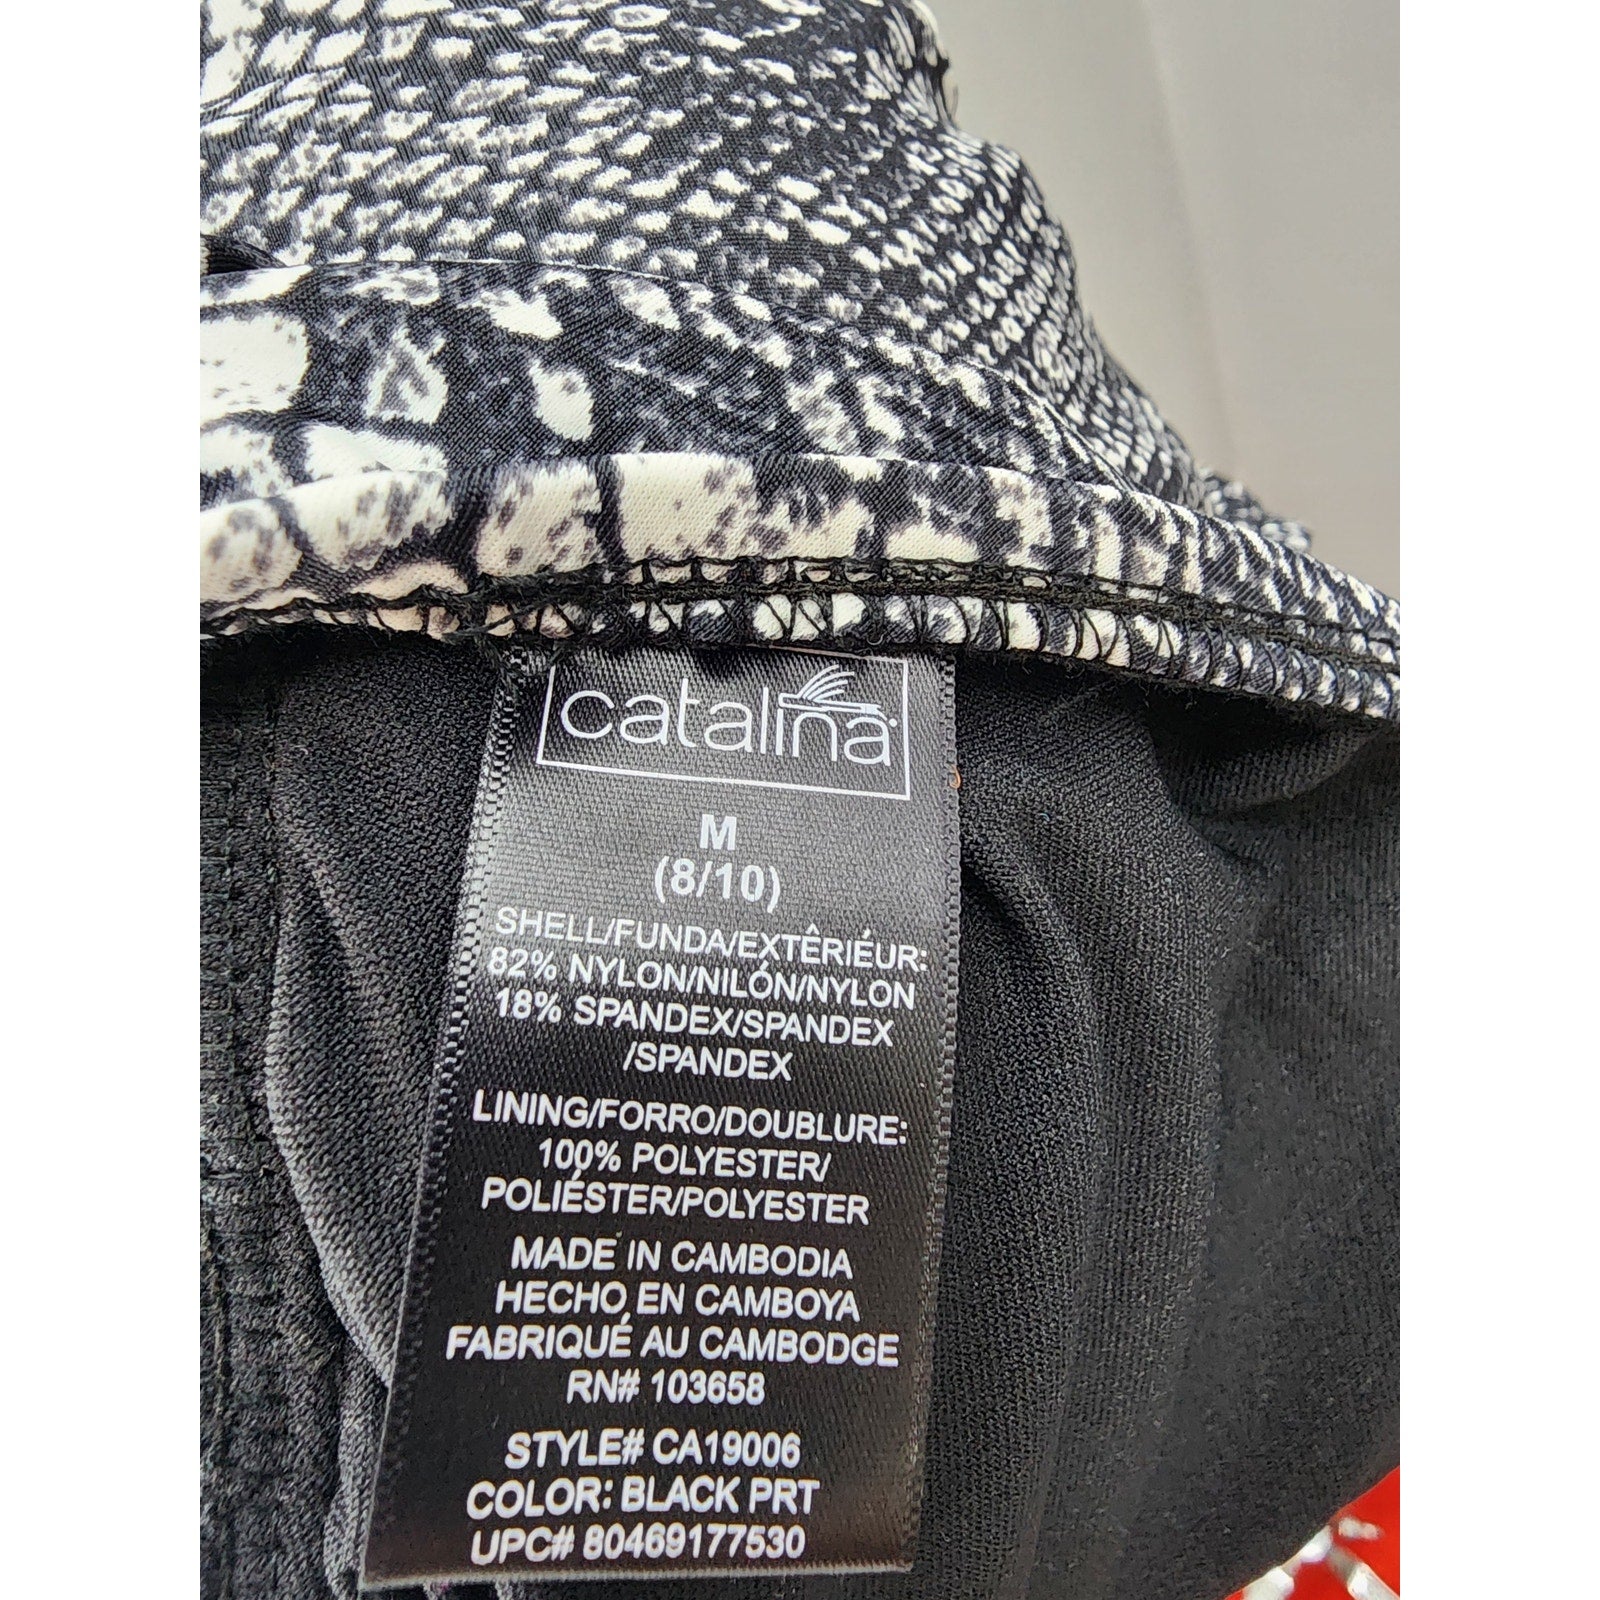 catalina
M
(8/10)
SHELL/FUNDA/EXTÊRIÉUR:
82% NYLON/NILÓN/NYLON
18% SPANDEX/SPANDEX
/SPANDEX
LINING/FORRO/DOUBLURE:
100% POLYESTER/
POLIÉSTER/POLYESTER
MADE IN CAMBODIA
HECHO EN CAMBOYA
FABRIQUÉ AU CAMBODGE
RN# 103658
STYLE# CA19006
COLOR: BLACK PRT
UPC# 80469177530